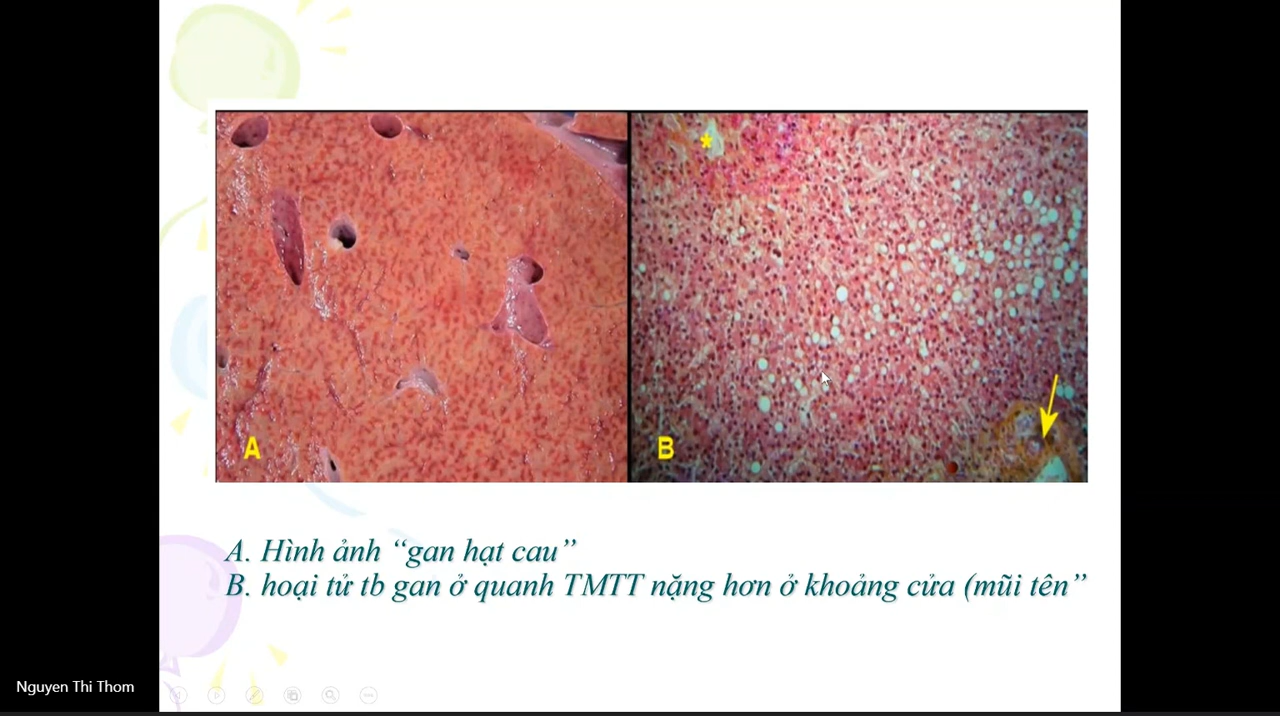 *
A
B
A. Hình ảnh “gan hạt cau”
B. hoại tử tb gan ở quanh TMTT nặng hơn ở khoảng cửa (mũi tên”
Nguyen Thi Thom